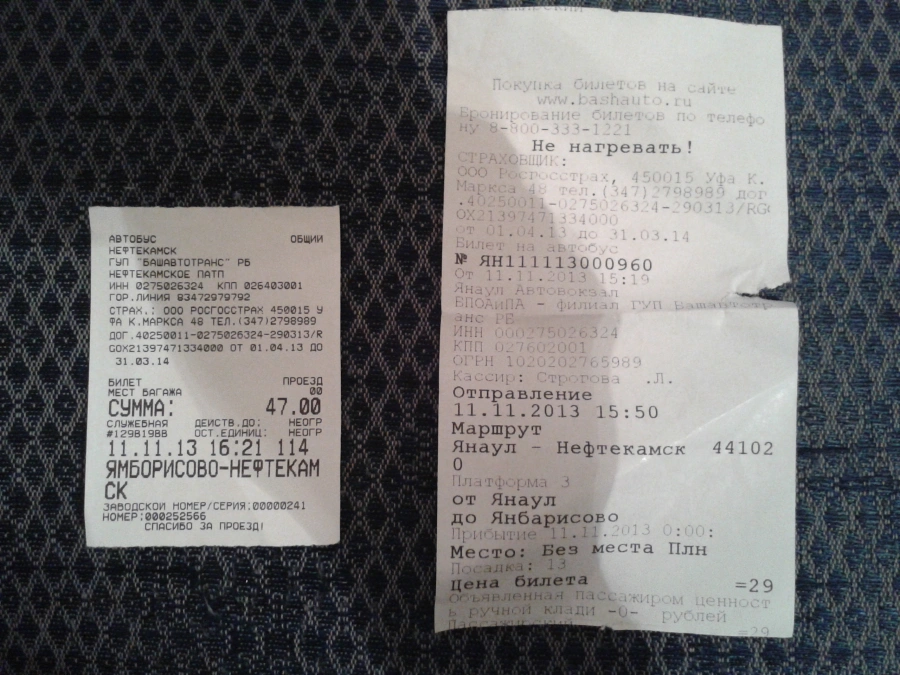 АВТОБУС ОБЩИЙ
НЕФТЕКАМСК
ГУП "БАШАВТОТРАНС" РБ
НЕФТЕКАМСКОЕ ПАТП
ИНН 0275026324 КПП 026403001
ГОР.ЛИНИЯ 83472979792
СТРАХ.: ООО РОСГОССТРАХ 450015 У
ФА К.МАРКСА 48 ТЕЛ.(347)2798989
ДОГ.40250011-0275026324-290313/R
GOX21397471334000 ОТ 01.04.13 ДО
31.03.14
БИЛЕТ ПРОЕЗД
МЕСТ БАГАЖА 00
СУММА: 47.00
СЛУЖЕБНАЯ ДЕЙСТВ.ДО: НЕОГР
#12981988 ОСТ.ЕДИНИЦ: НЕОГР
11.11.13 16:21 114
ЯМБОРИСОВО-НЕФТЕКАМ
СК
ЗАВОДСКОЙ НОМЕР/СЕРИЯ:00000241
НОМЕР:000252566
СПАСИБО ЗА ПРОЕЗД!
Покупка билетов на сайте
www.bashauto.ru
Бронирование билетов по телефо
ну 8-800-333-1221
Не нагревать!
СТРАХОВЩИК:
ООО Росгосстрах, 450015 Уфа К.
Маркса 48 тел.(347)2798989 дог
.40250011-0275026324-290313/RG
OX21397471334000
от 01.04.13 до 31.03.14
Билет на автобус
№ ЯН111113000960
От 11.11.2013 15:19
Янаул Автовокзал
ВПОАиПА - филиал ГУП Башавтотр
анс РБ
ИНН 000275026324
КПП 027602001
ОГРН 1020202765989
Кассир: Строгова .Л.
Отправление
11.11.2013 15:50
Маршрут
Янаул - Нефтекамск 44102
0
Платформа 3
от Янаул
до Янбарисово
Прибытие 11.11.2013 0:00:
Место: Без места Плн
Посадка: 13
Цена билета =29
Объявленная пассажиром ценност
ь ручной клади -0- рублей
=29